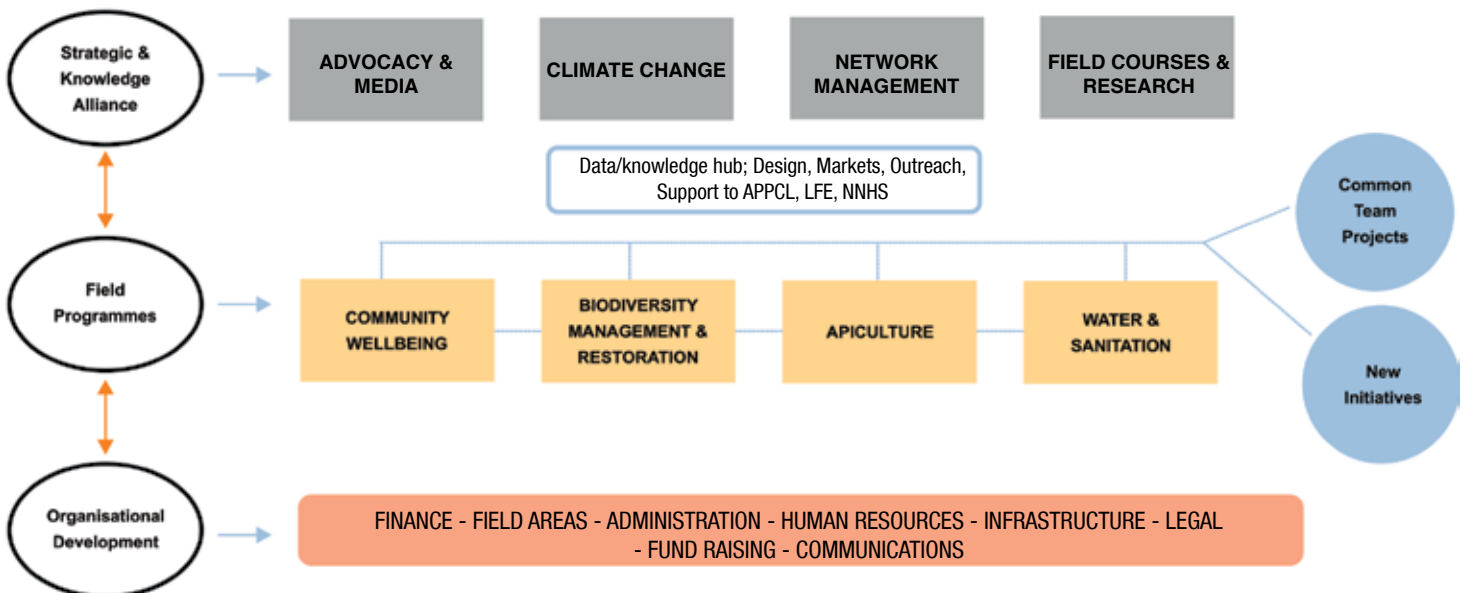 Strategic &
Knowledge
Alliance
ADVOCACY &
MEDIA
CLIMATE CHANGE
NETWORK
MANAGEMENT
FIELD COURSES &
RESEARCH
Data/knowledge hub; Design, Markets, Outreach,
Support to APPCL, LFE, NNHS
Common
Team
Projects
Field
Programmes
COMMUNITY
WELLBEING
BIODIVERSITY
MANAGEMENT &
RESTORATION
APICULTURE
WATER &
SANITATION
New
Initiatives
Organisational
Development
FINANCE - FIELD AREAS - ADMINISTRATION - HUMAN RESOURCES - INFRASTRUCTURE - LEGAL
- FUND RAISING - COMMUNICATIONS